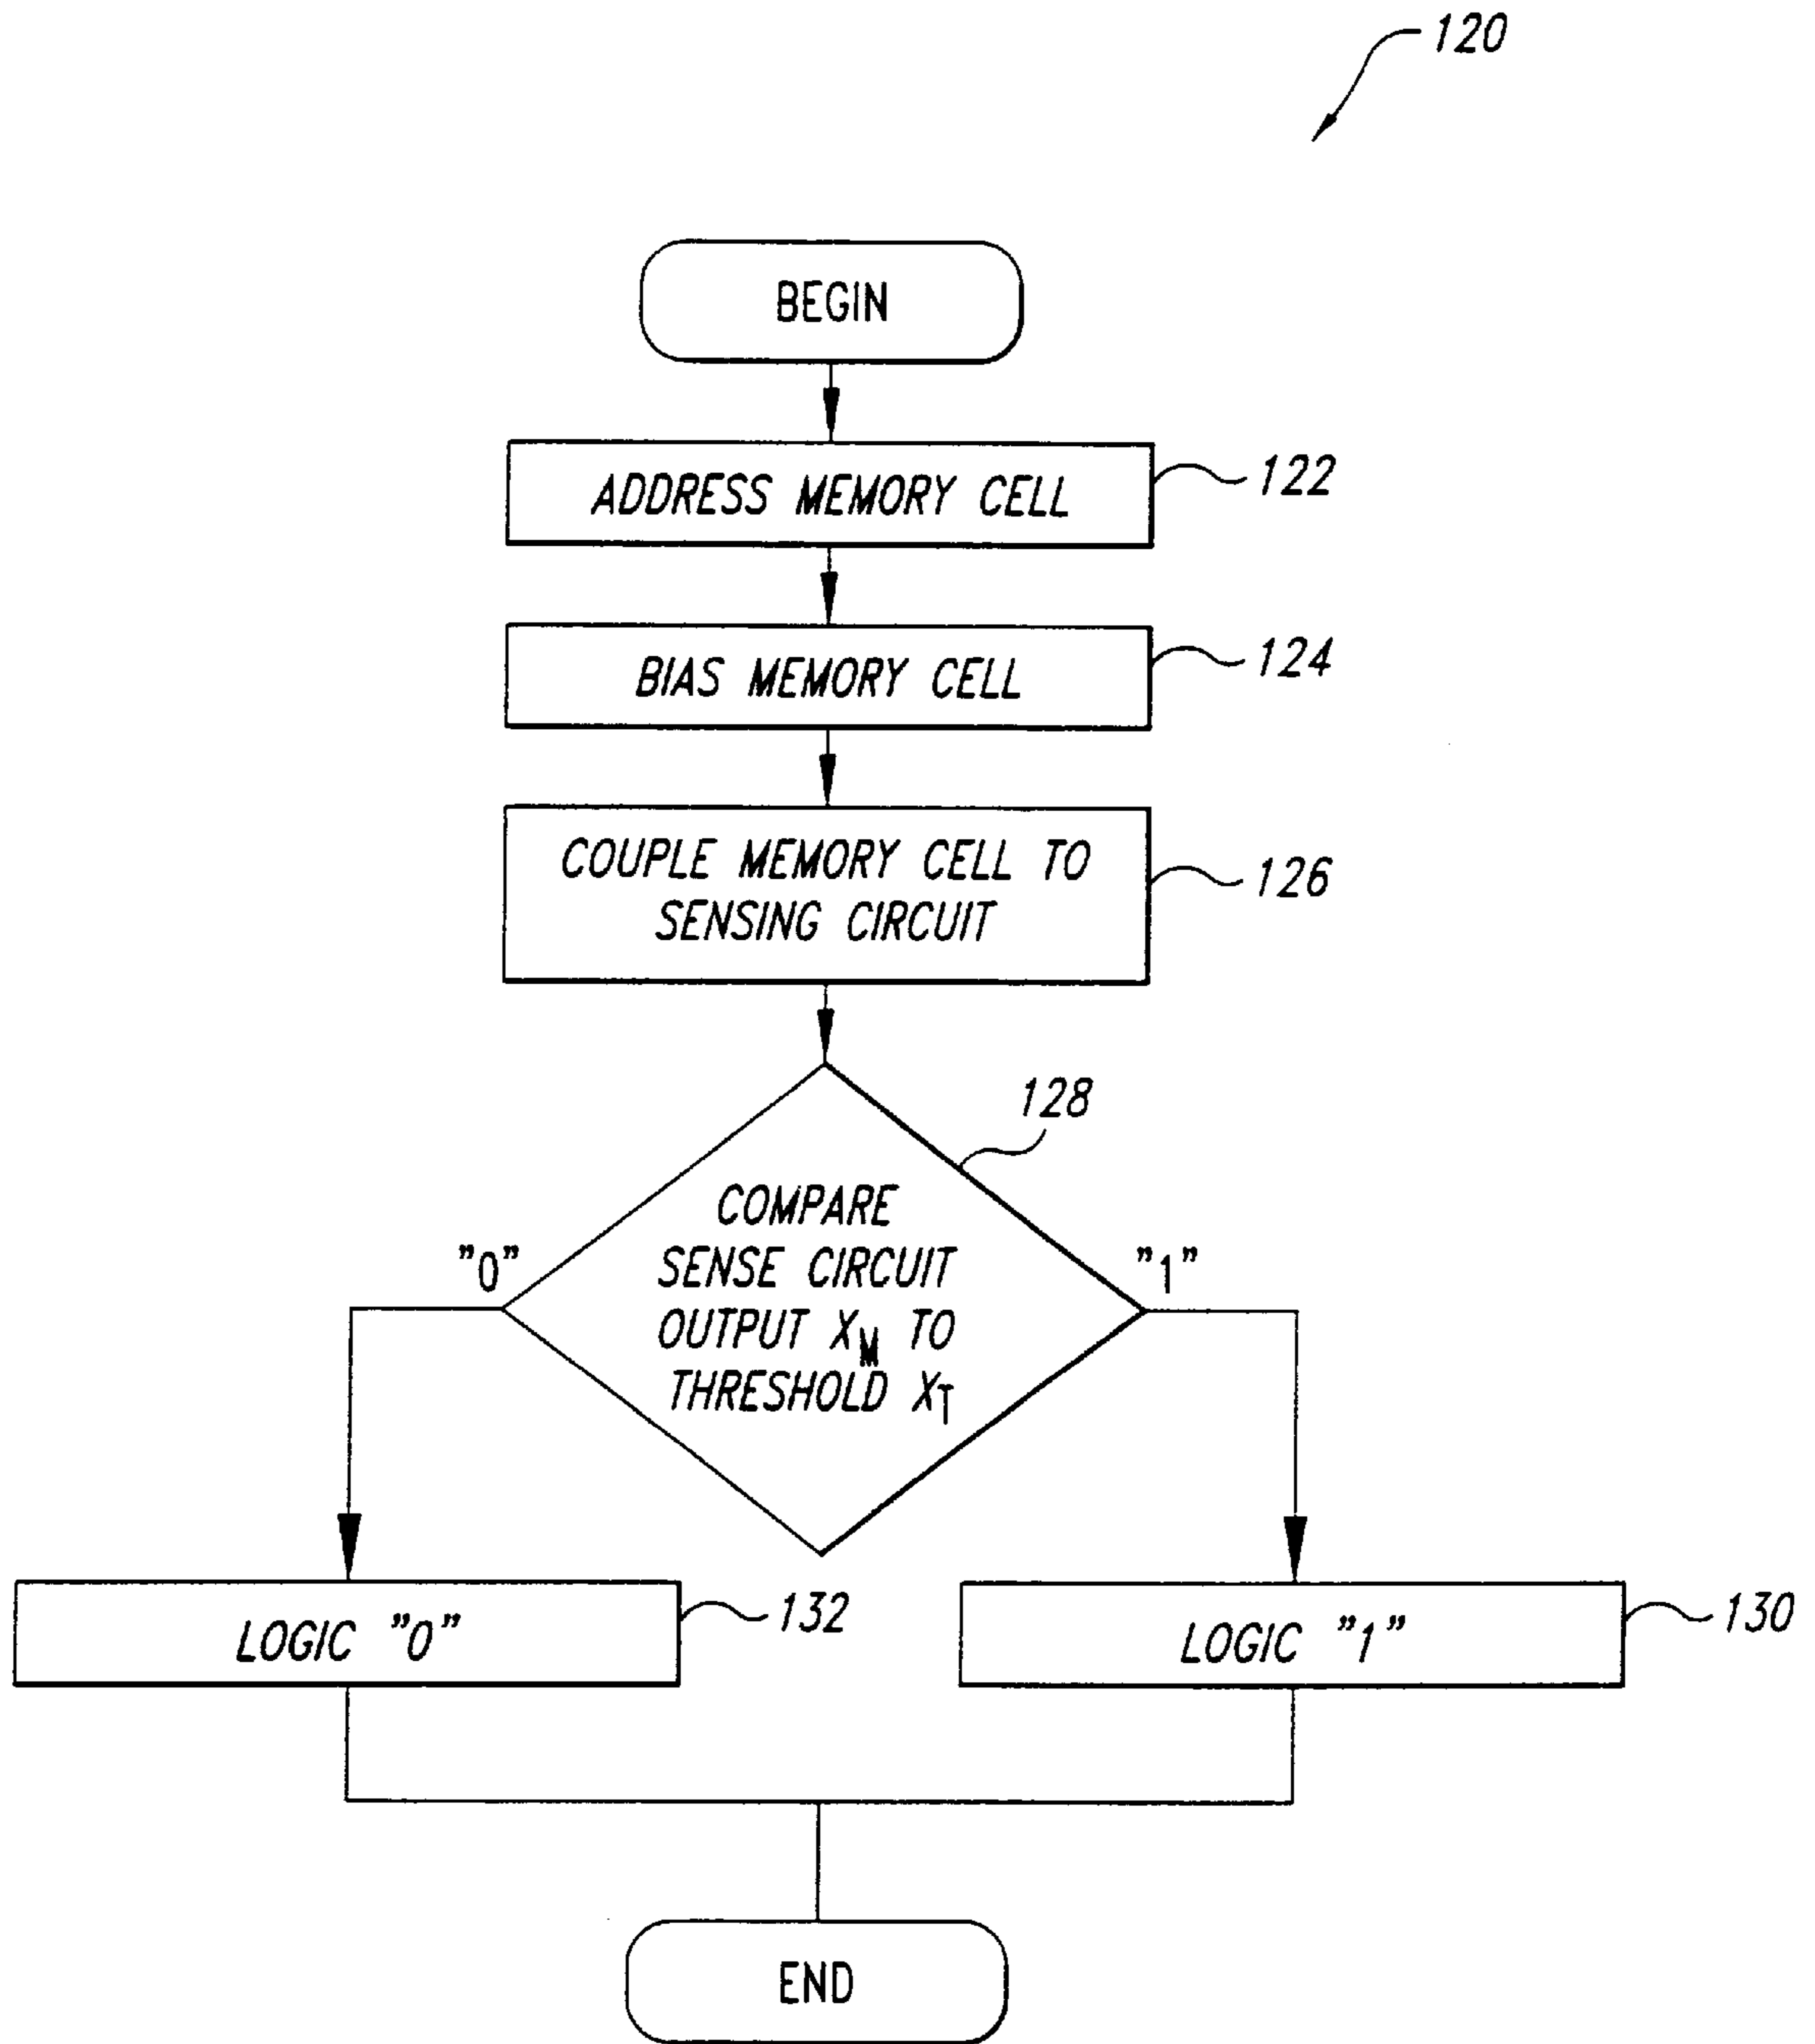 120
BEGIN
ADDRESS MEMORY CELL
122
BIAS MEMORY CELL
124
COUPLE MEMORY CELL TO
SENSING CIRCUIT
126
128
COMPARE
SENSE CIRCUIT
OUTPUT XM TO
THRESHOLD XT
"0"
"1"
LOGIC "0"
132
LOGIC "1"
130
END